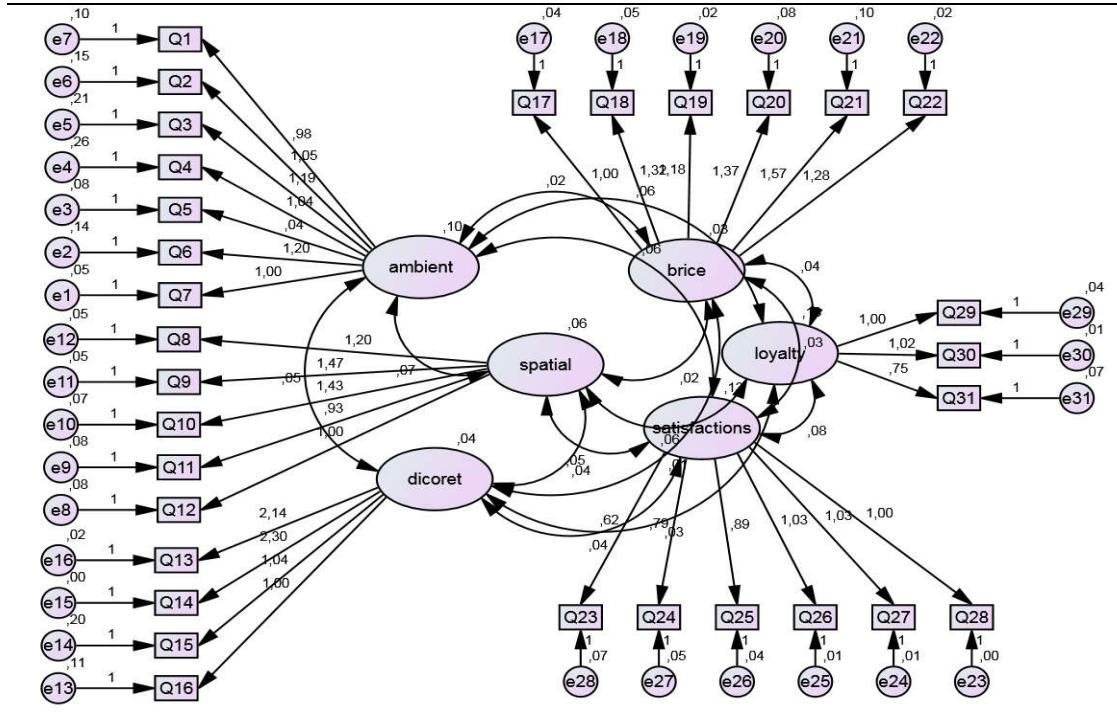 ,10
e7 1 Q1
,15
e6 1 Q2
,21
e5 1 Q3
,26
e4 1 Q4
,08
e3 1 Q5
,14
e2 1 Q6
,05
e1 1 Q7
,05
e12 1 Q8
,05
e11 1 Q9
,07
e10 1 Q10
,08
e9 1 Q11
,08
e8 1 Q12
,02
e16 1 Q13
,00
e15 1 Q14
,20
e14 1 Q15
,11
e13 1 Q16
,98
1,05
1,19
1,04
,04
1,20
1,00
,10
ambient
1,20
1,47
1,43
,93
1,00
,06
spatial
2,14
2,30
1,04
1,00
,04
dicoret
,04 ,05 ,02 ,08 ,10 ,02
e17 e18 e19 e20 e21 e22
1 1 1 1 1 1
Q17 Q18 Q19 Q20 Q21 Q22
1,00 1,18 1,37 1,57 1,28
brice
,02
,06
,03
,06
,04
loyalty
,03
1,00 Q29 1 e29 ,04
1,02 Q30 1 e30 ,01
,75 Q31 1 e31 ,07
,05
,07
,02
,12
satisfactions
,08
,06
,05
,04
,04
,03
,62 ,79 ,89 1,03 1,03 1,00
Q23 Q24 Q25 Q26 Q27 Q28
1 1 1 1 1 1
,07 ,05 ,04 ,01 ,01 ,00
e28 e27 e26 e25 e24 e23